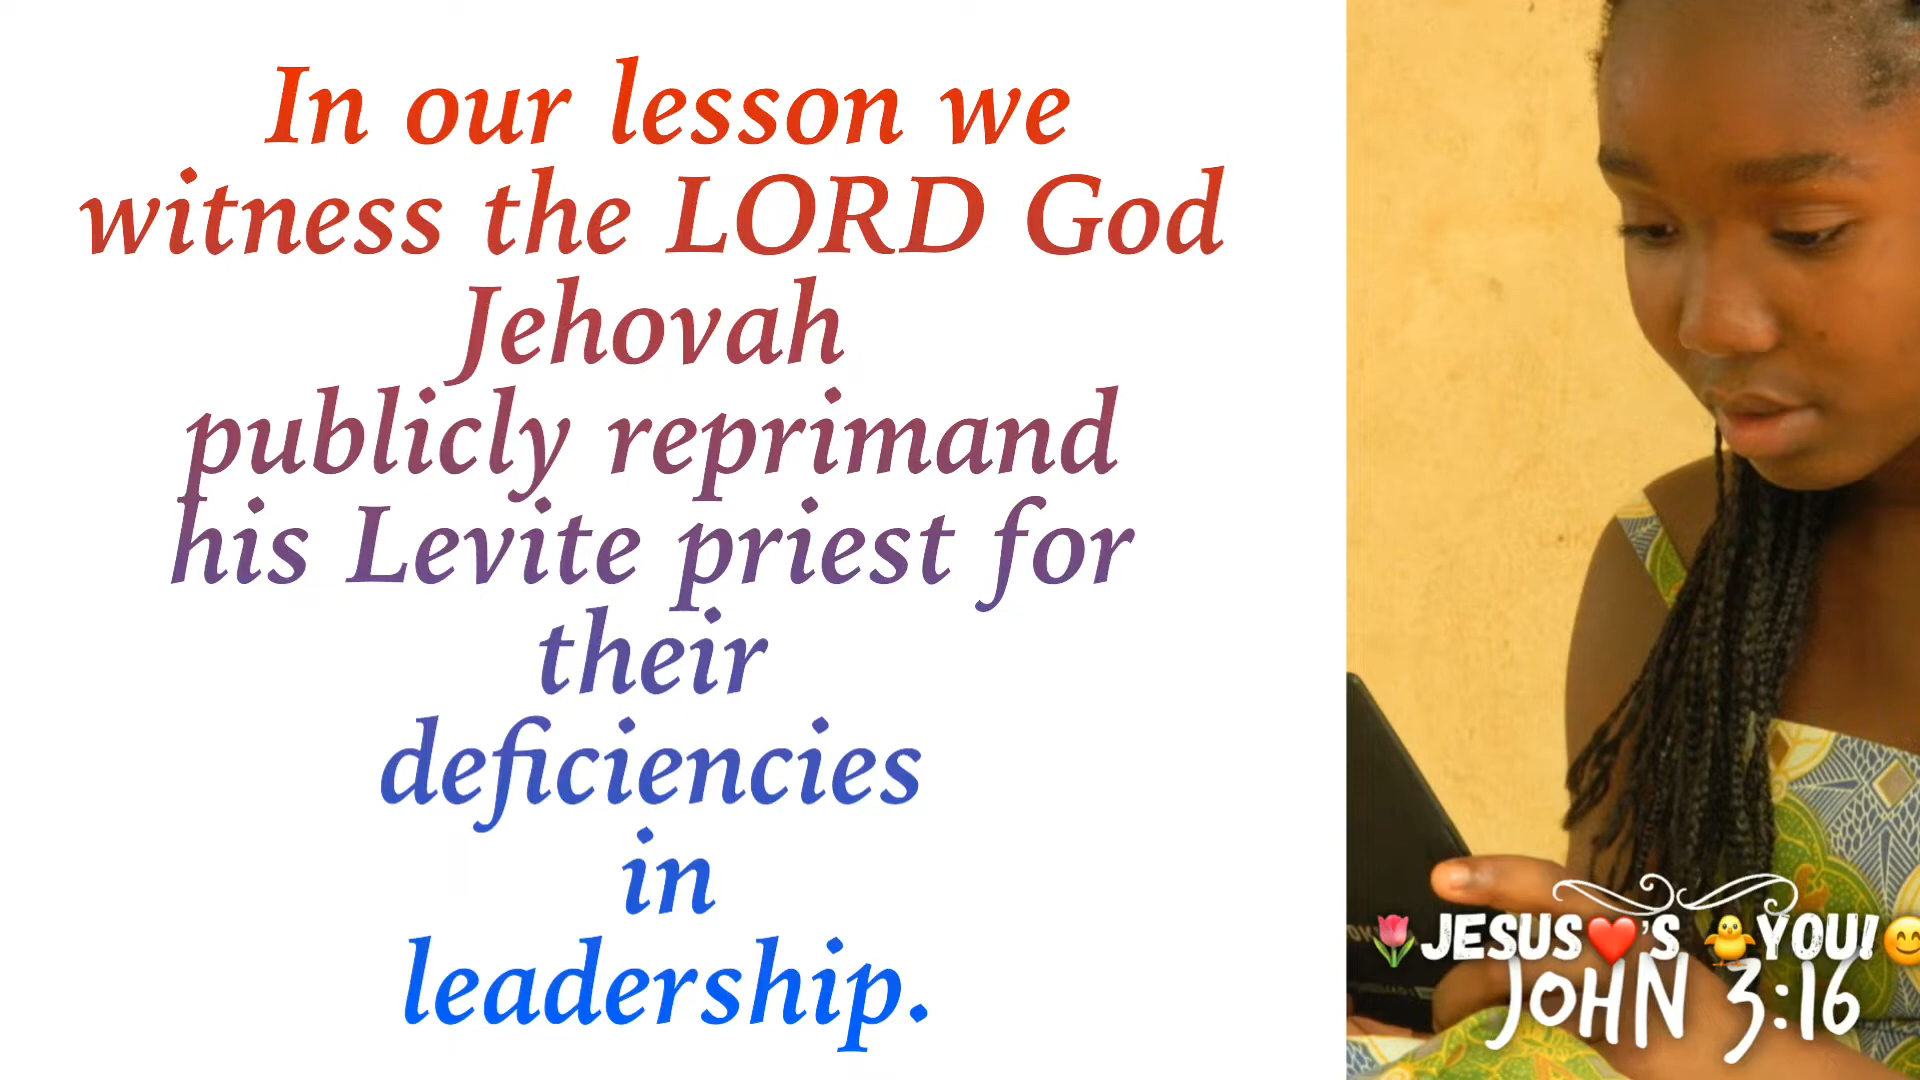 In our lesson we
witness the LORD God
Jehovah
publicly reprimand
his Levite priest for
their
deficiencies
in
leadership.
🌷JESUS❤️'S 🐥YOU!😊
JOHN 3:16